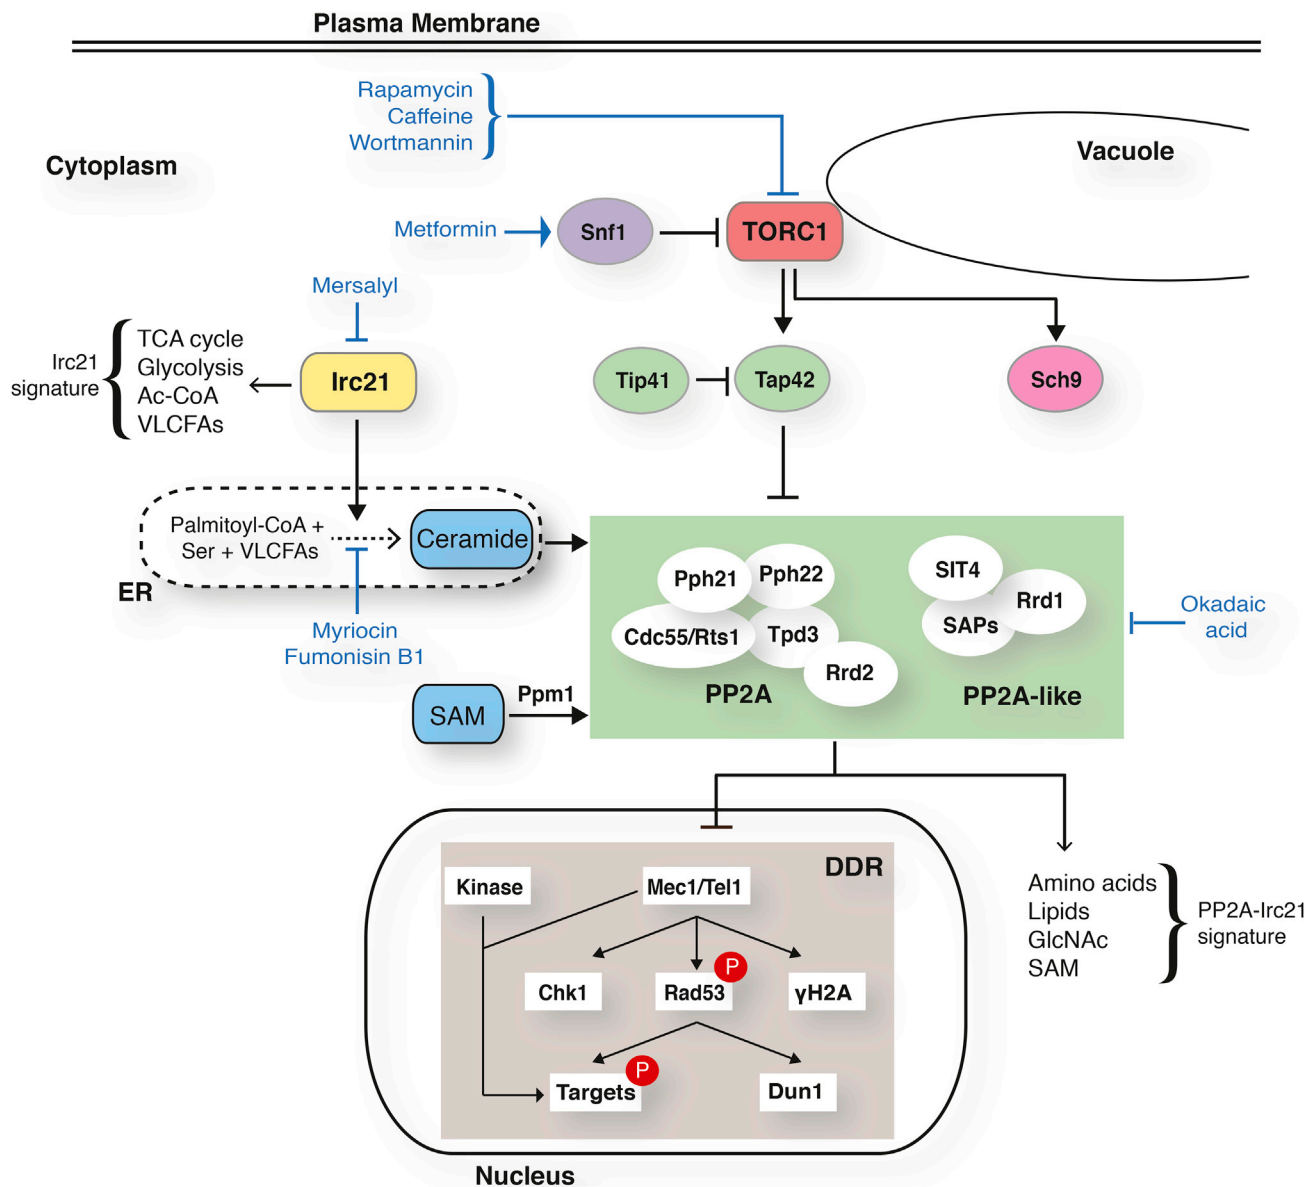 Plasma Membrane
Rapamycin
Caffeine
Wortmannin
Cytoplasm
Vacuole
Metformin
Snf1
TORC1
Mersalyl
Irc21
signature
TCA cycle
Glycolysis
Ac-CoA
VLCFAs
Irc21
Tip41
Tap42
Sch9
Palmitoyl-CoA +
Ser + VLCFAs
Ceramide
ER
Myriocin
Fumonisin B1
SAM
Ppm1
Pph21
Pph22
Cdc55/Rts1
Tpd3
Rrd2
PP2A
SIT4
Rrd1
SAPs
PP2A-like
Okadaic
acid
DDR
Kinase
Mec1/Tel1
Chk1
Rad53
P
γH2A
Targets
P
Dun1
Nucleus
Amino acids
Lipids
GlcNAc
SAM
PP2A-Irc21
signature